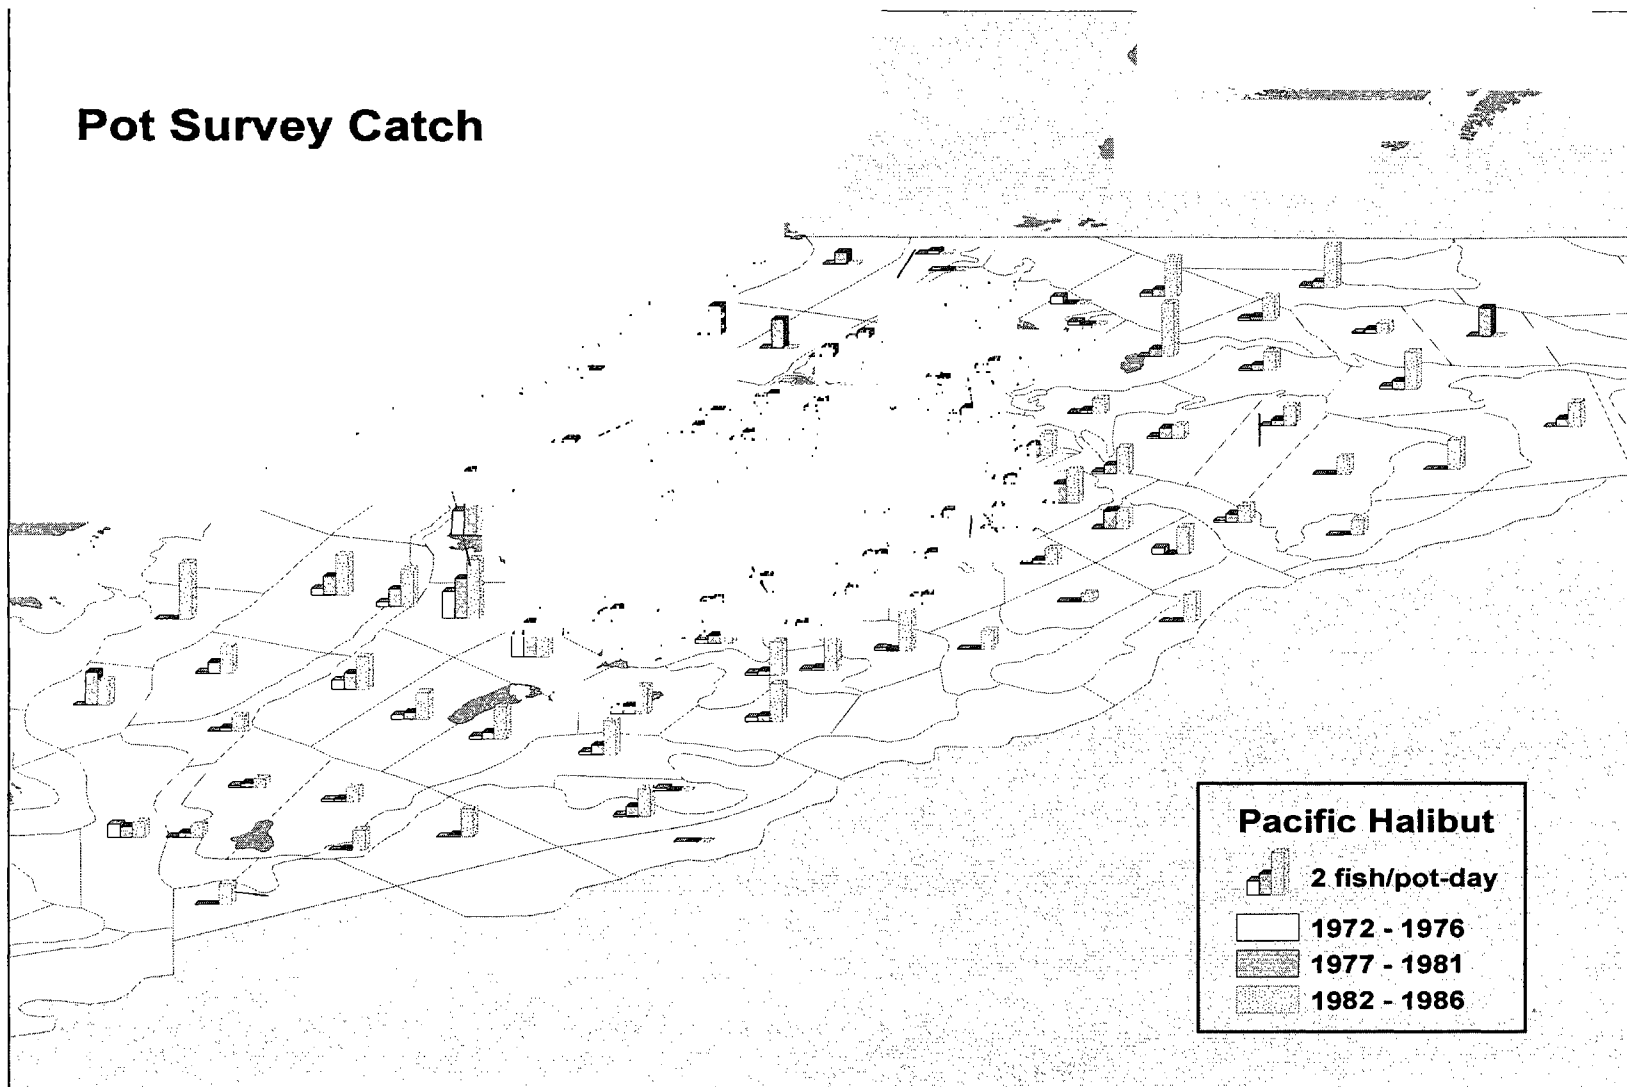 Pot Survey Catch
Pacific Halibut
2 fish/pot-day
1972 - 1976
1977 - 1981
1982 - 1986